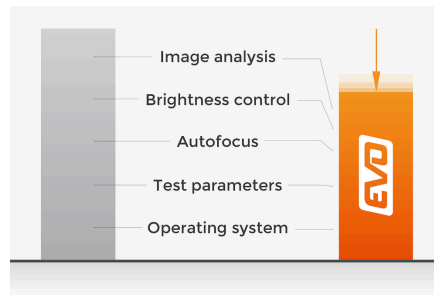 Image analysis
Brightness control
Autofocus
Test parameters
Operating system
EVO